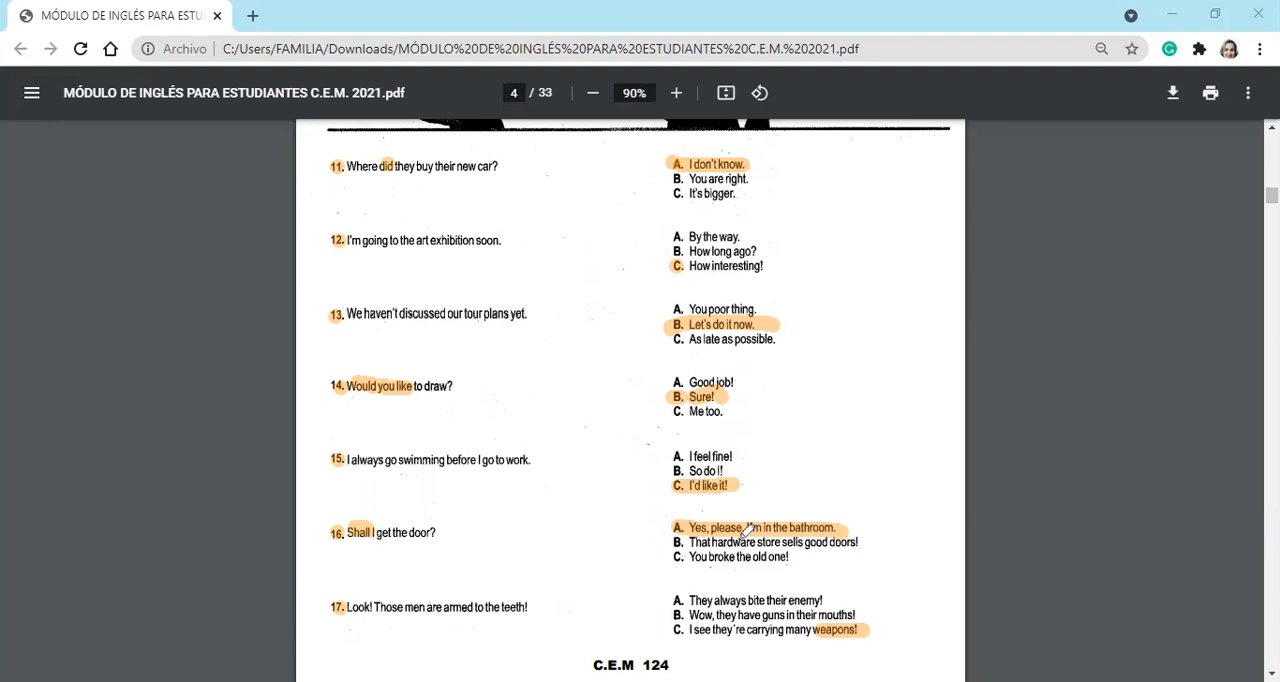 MÓDULO DE INGLÉS PARA ESTU
Archivo C:/Users/FAMILIA/Downloads/MÓDULO%20DE%20INGLÉS%20PARA%20ESTUDIANTES%20C.E.M.%202021.pdf
MÓDULO DE INGLÉS PARA ESTUDIANTES C.E.M. 2021.pdf 4 / 33 90%
11. Where did they buy their new car?
A. I don't know.
B. You are right.
C. It's bigger.
12. I'm going to the art exhibition soon.
A. By the way.
B. How long ago?
C. How interesting!
13. We haven't discussed our tour plans yet.
A. You poor thing.
B. Let's do it now.
C. As late as possible.
14. Would you like to draw?
A. Good job!
B. Sure!
C. Me too.
15. I always go swimming before I go to work.
A. I feel fine!
B. So do I!
C. I'd like it!
16. Shall I get the door?
A. Yes, please, I'm in the bathroom.
B. That hardware store sells good doors!
C. You broke the old one!
17. Look! Those men are armed to the teeth!
A. They always bite their enemy!
B. Wow, they have guns in their mouths!
C. I see they're carrying many weapons!
C.E.M 124